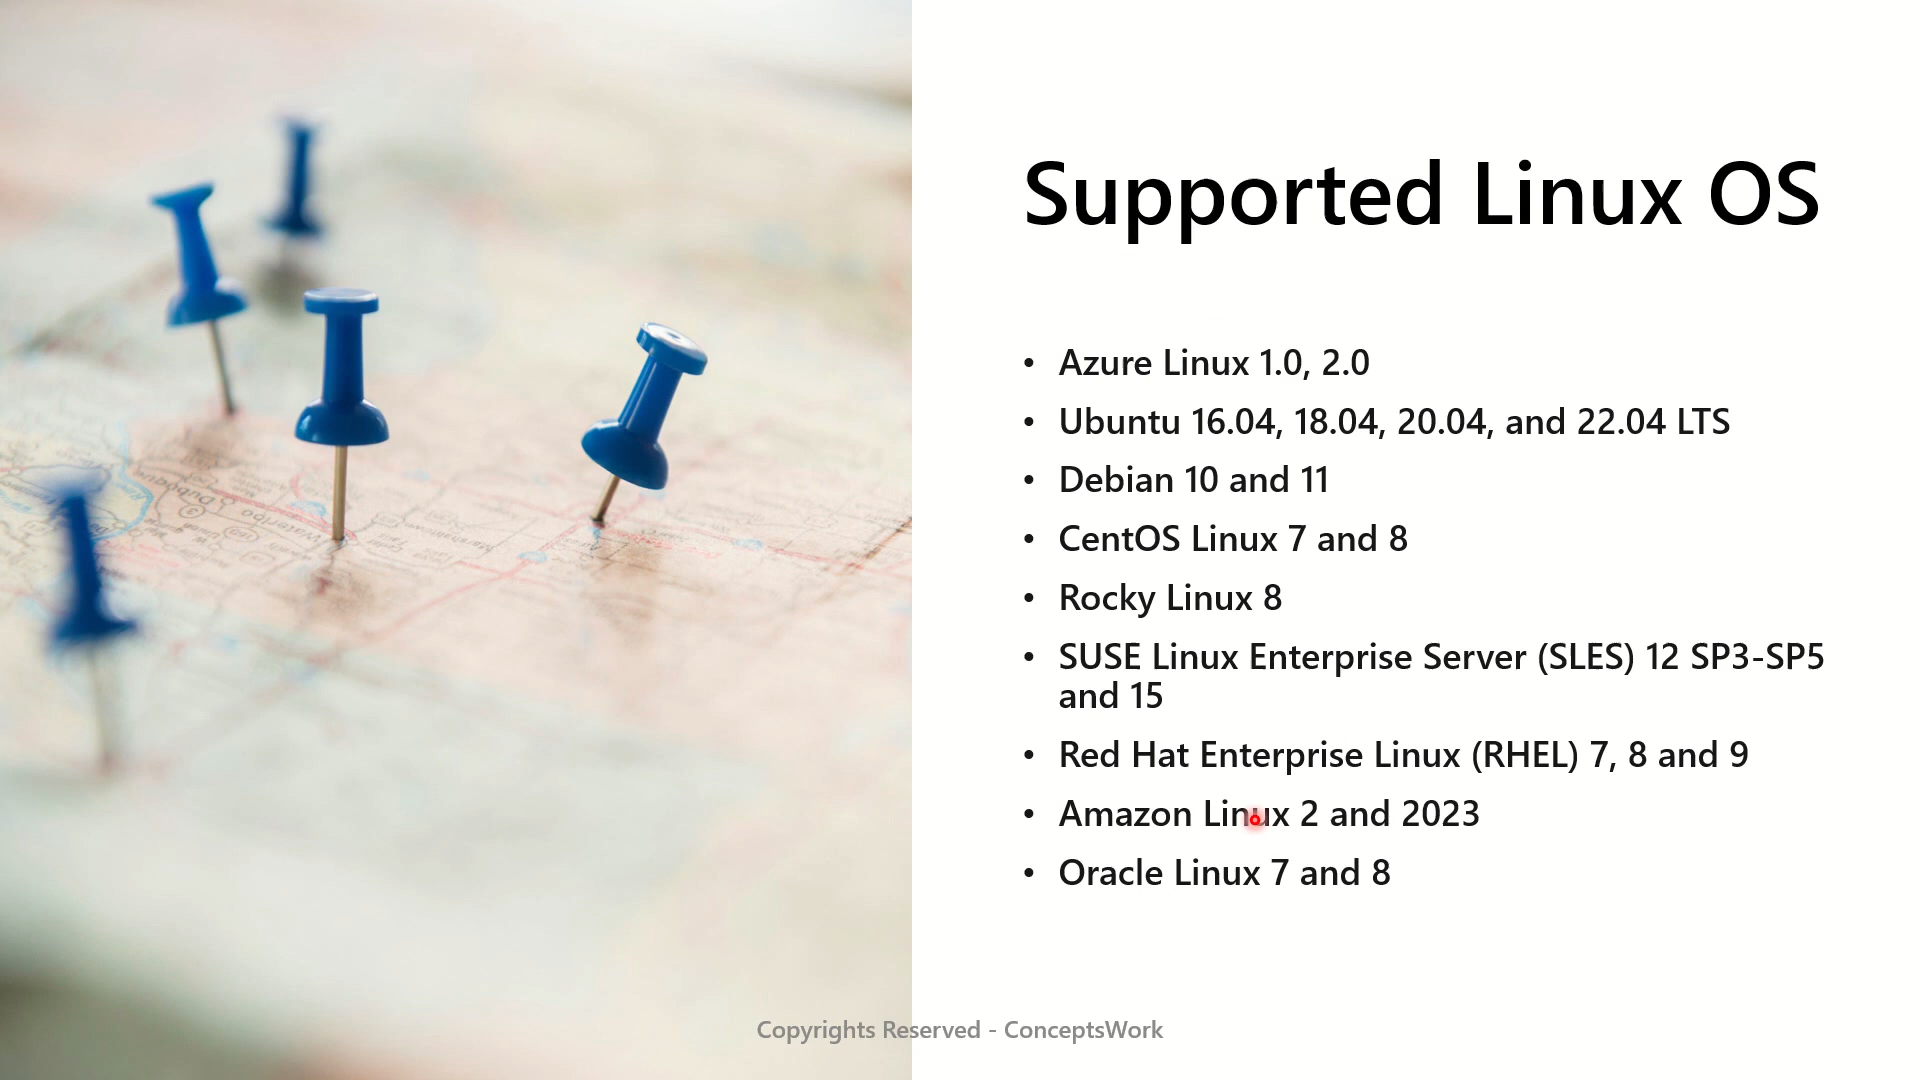 Supported Linux OS
• Azure Linux 1.0, 2.0
• Ubuntu 16.04, 18.04, 20.04, and 22.04 LTS
• Debian 10 and 11
• CentOS Linux 7 and 8
• Rocky Linux 8
• SUSE Linux Enterprise Server (SLES) 12 SP3-SP5
and 15
• Red Hat Enterprise Linux (RHEL) 7, 8 and 9
• Amazon Linux 2 and 2023
• Oracle Linux 7 and 8
Copyrights Reserved - ConceptsWork